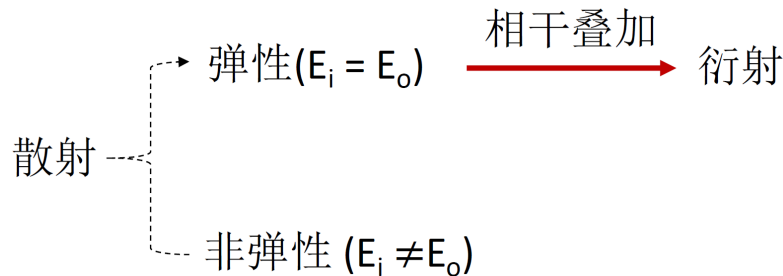 相干叠加
弹性(Eᵢ = Eₒ)
衍射
散射
非弹性 (Eᵢ ≠Eₒ)